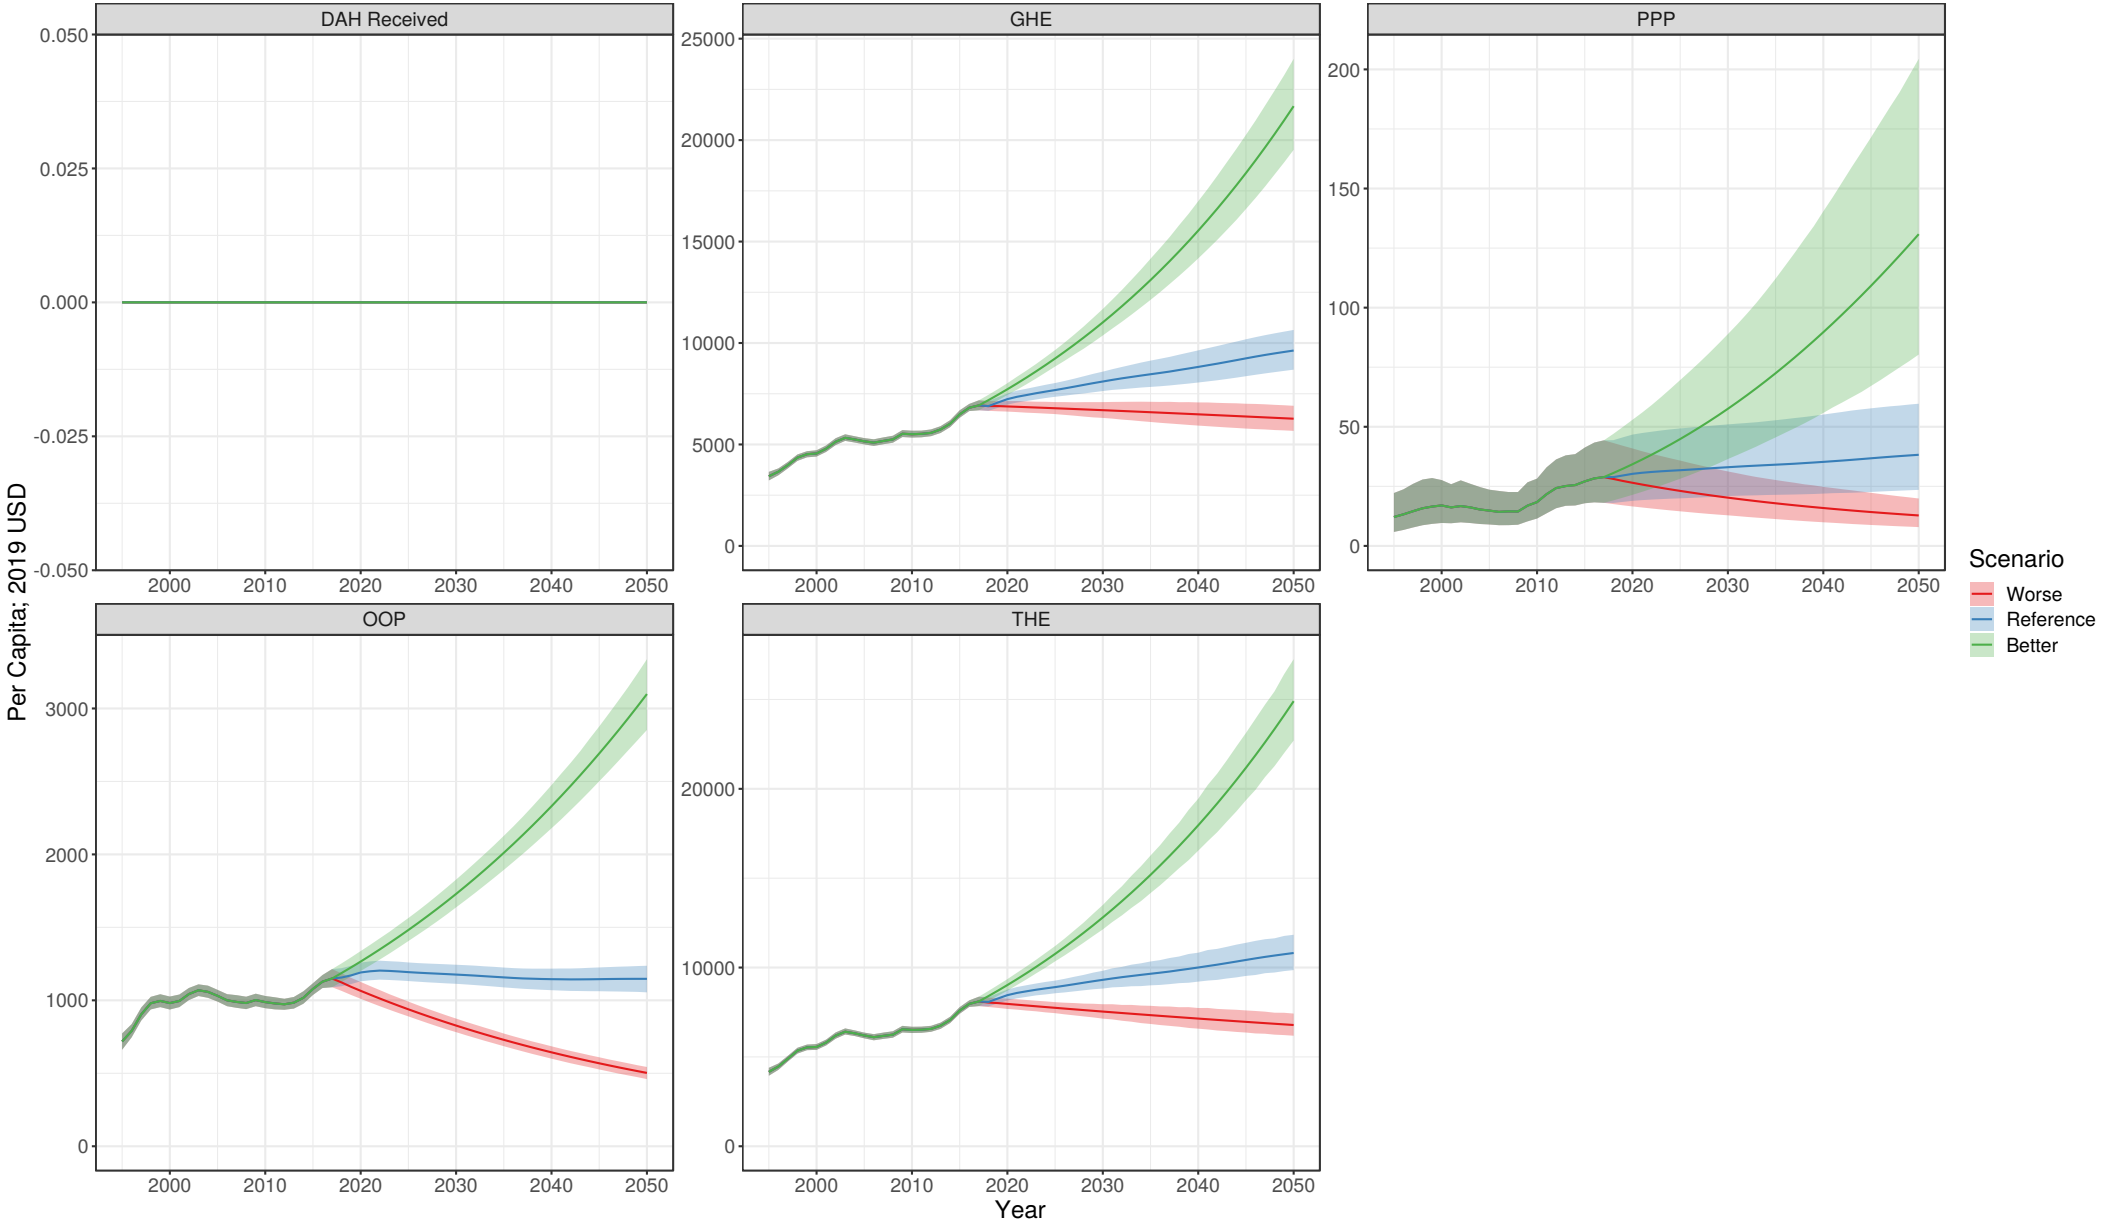 DAH Received
GHE
PPP
0.050
0.025
0.000
-0.025
-0.050
25000
20000
15000
10000
5000
0
200
150
100
50
0
2000 2010 2020 2030 2040 2050
2000 2010 2020 2030 2040 2050
2000 2010 2020 2030 2040 2050
OOP
THE
3000
2000
1000
0
20000
10000
0
2000 2010 2020 2030 2040 2050
2000 2010 2020 2030 2040 2050
Year
Per Capita; 2019 USD
Scenario
Worse
Reference
Better